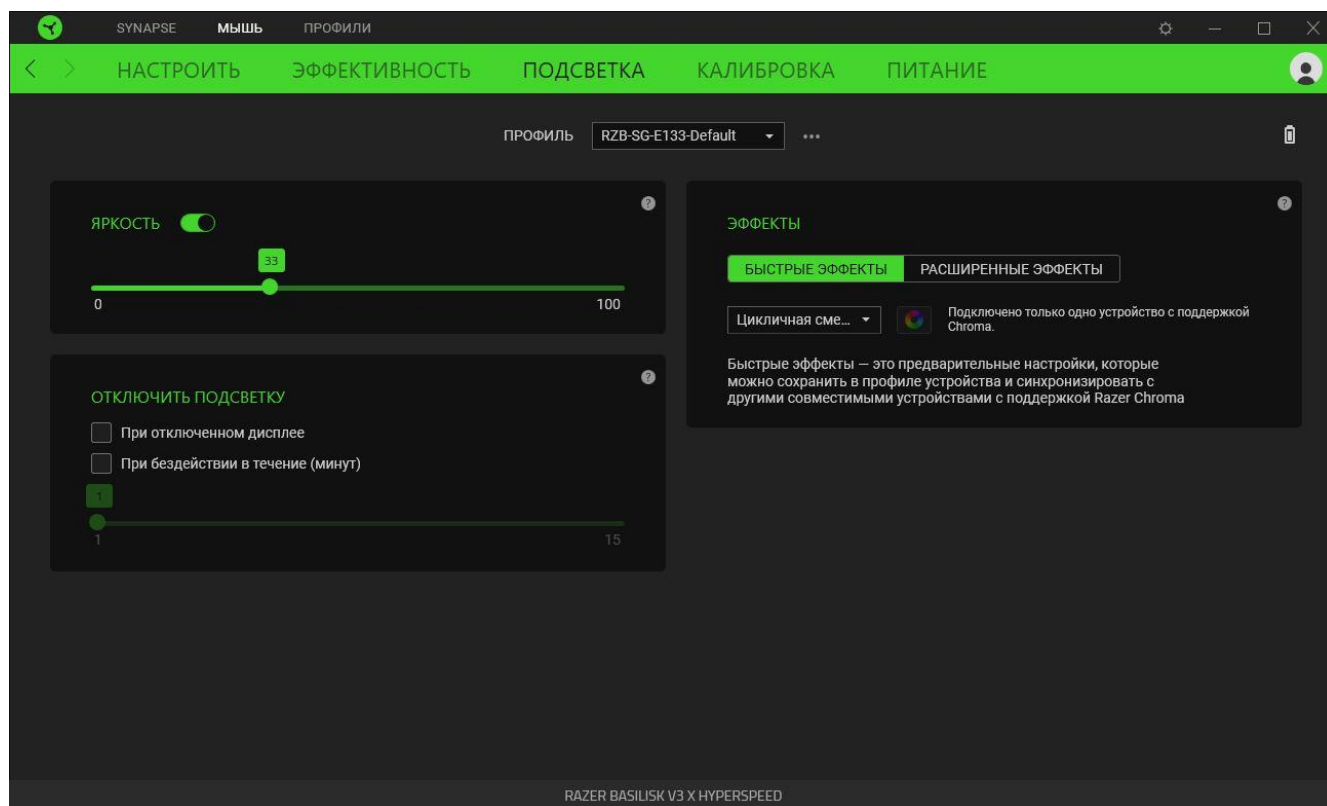 SYNAPSE МЫШЬ ПРОФИЛИ
НАСТРОИТЬ ЭФФЕКТИВНОСТЬ ПОДСВЕТКА КАЛИБРОВКА ПИТАНИЕ
ПРОФИЛЬ RZB-SG-E133-Default
ЯРКОСТЬ
33
0 100
ОТКЛЮЧИТЬ ПОДСВЕТКУ
При отключенном дисплее
При бездействии в течение (минут)
1
1 15
ЭФФЕКТЫ
БЫСТРЫЕ ЭФФЕКТЫ РАСШИРЕННЫЕ ЭФФЕКТЫ
Цикличная сме...
Подключено только одно устройство с поддержкой
Chroma.
Быстрые эффекты — это предварительные настройки, которые
можно сохранить в профиле устройства и синхронизировать с
другими совместимыми устройствами с поддержкой Razer Chroma
RAZER BASILISK V3 X HYPERSPEED